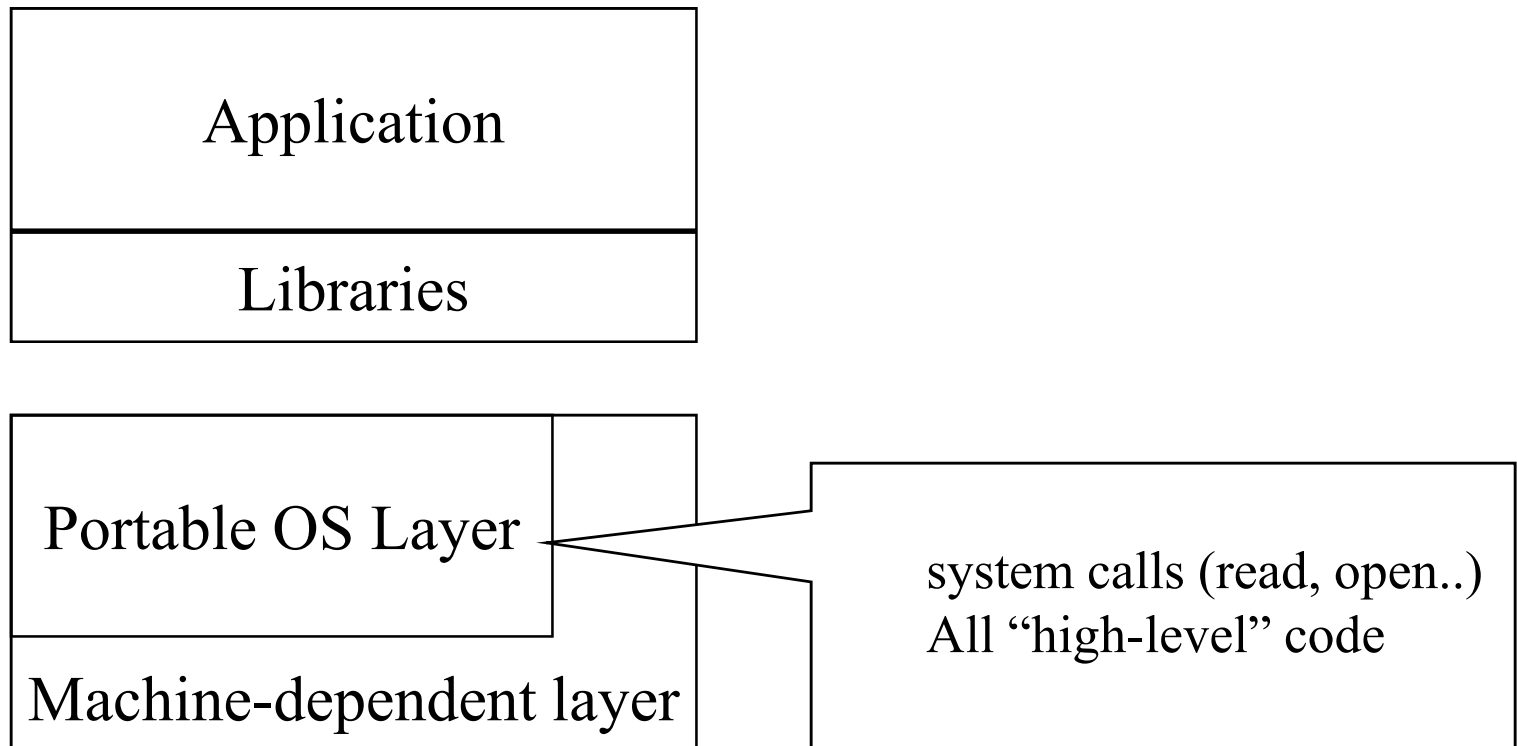 Application
Libraries
Portable OS Layer
system calls (read, open..)
All “high-level” code
Machine-dependent layer